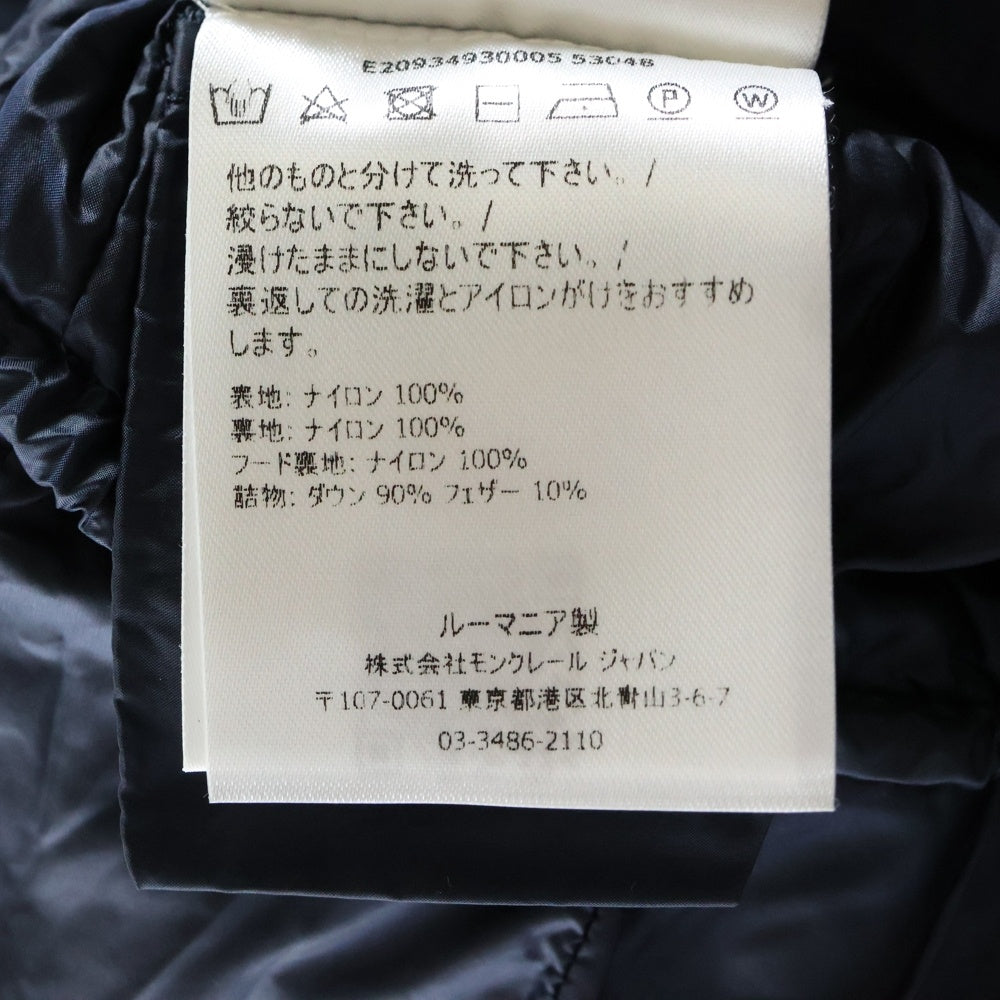 E20934930005 53048
P
W
他のものと分けて洗って下さい。/
絞らないで下さい。/
浸けたままにしないで下さい。/
裏返しての洗濯とアイロンがけをおすすめ
します。
表地: ナイロン 100%
裏地: ナイロン 100%
フード裏地: ナイロン 100%
詰物: ダウン 90% フェザー 10%
ルーマニア製
株式会社モンクレール ジャパン
〒107-0061 東京都港区北青山3-6-7
03-3486-2110